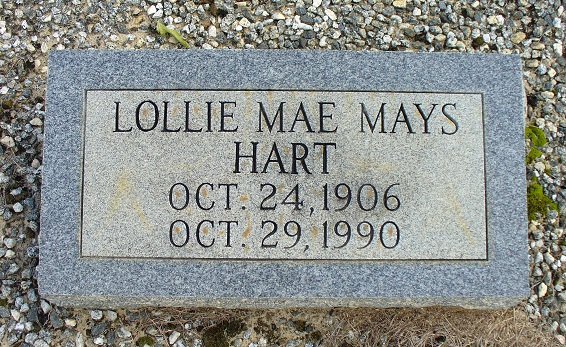 LOLLIE MAE MAYS
HART
OCT. 24, 1906
OCT. 29, 1990